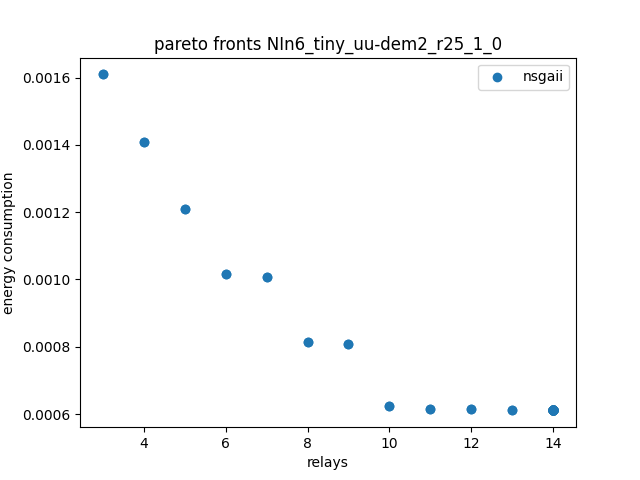 pareto fronts NIn6_tiny_uu-dem2_r25_1_0
nsgaii
energy consumption
0.0016
0.0014
0.0012
0.0010
0.0008
0.0006
4 6 8 10 12 14
relays